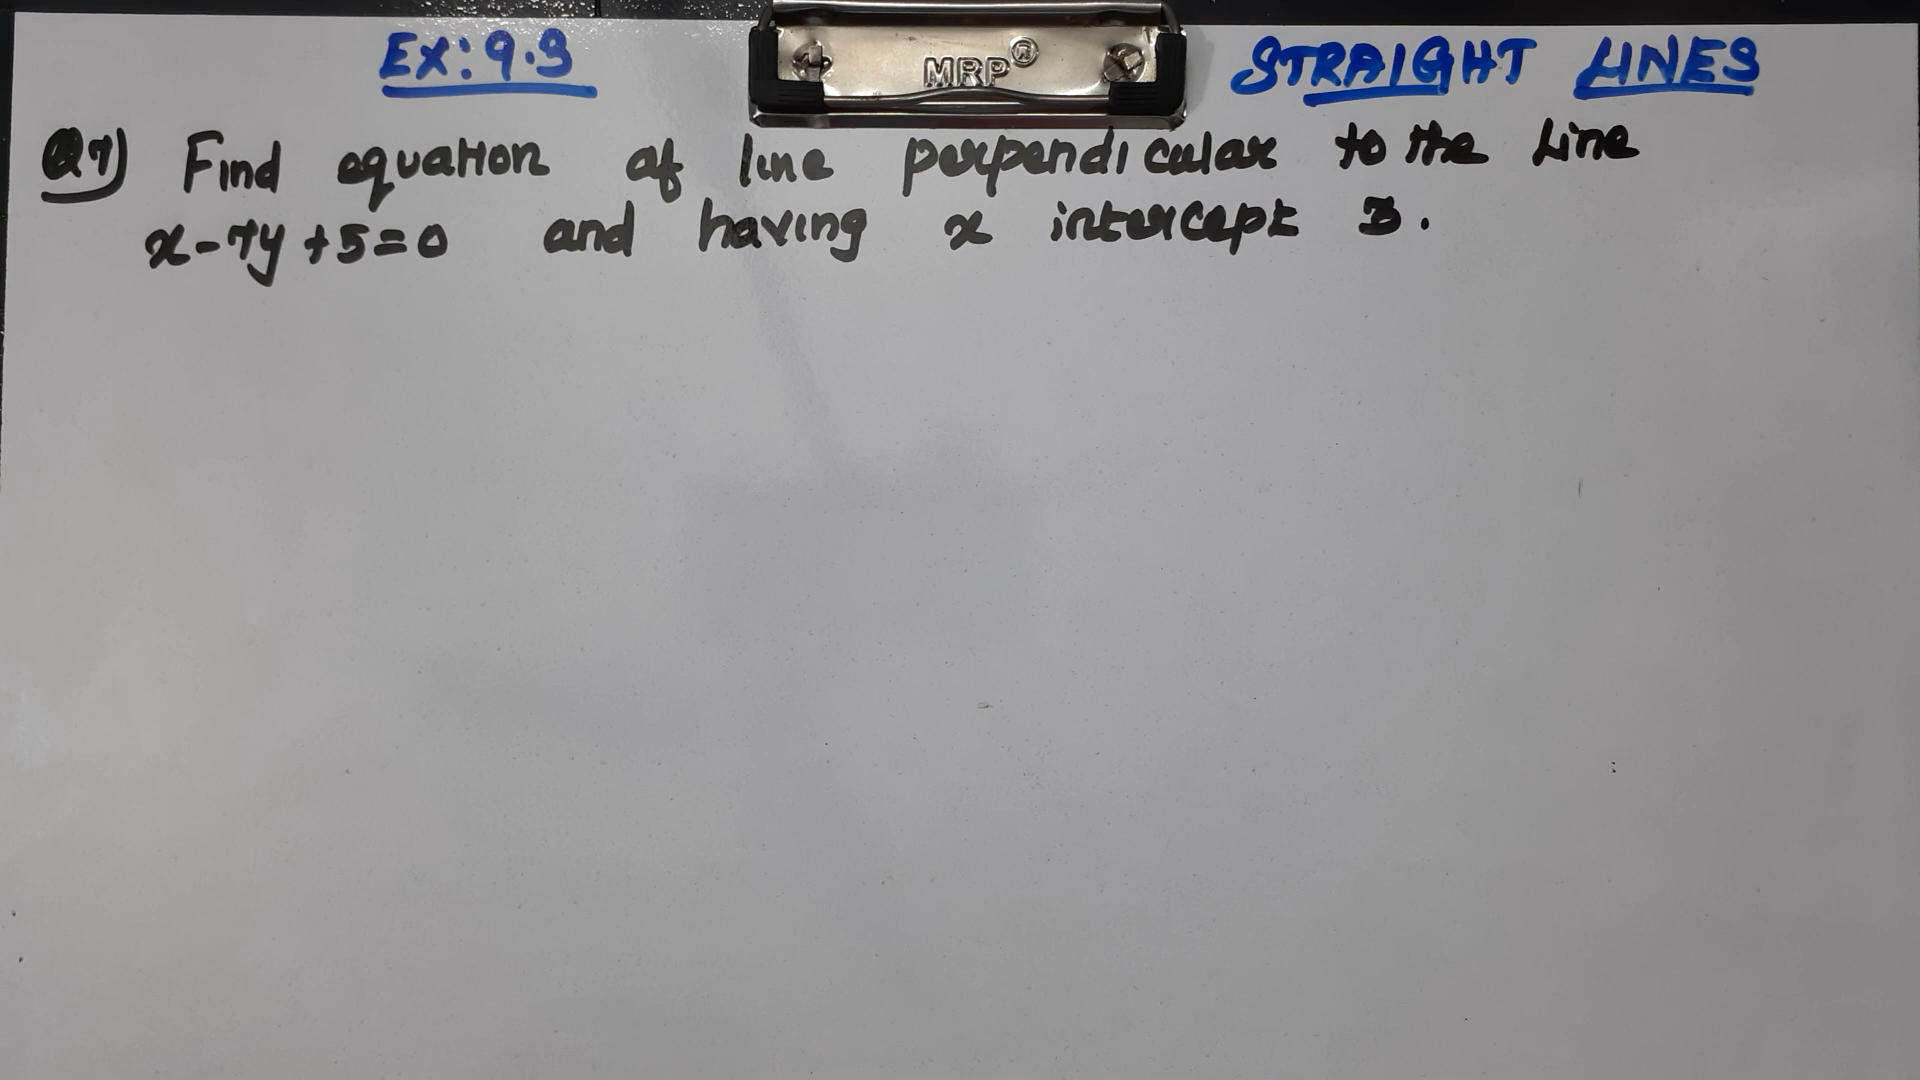 EX: 9.3
MRP®
STRAIGHT LINES
Q7) Find equation of line perpendicular to the Line
x-7y+5=0 and having x intercept 3.